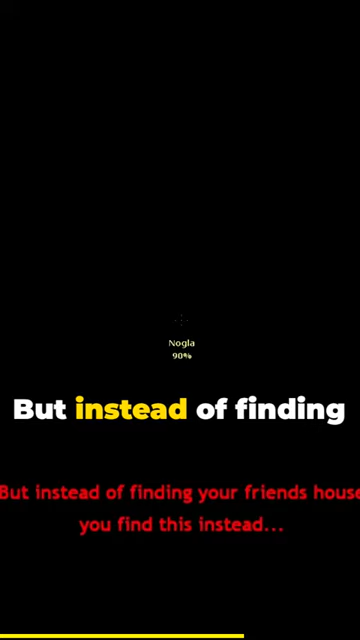 Nogla
90%
But instead of finding
But instead of finding your friends house
you find this instead...